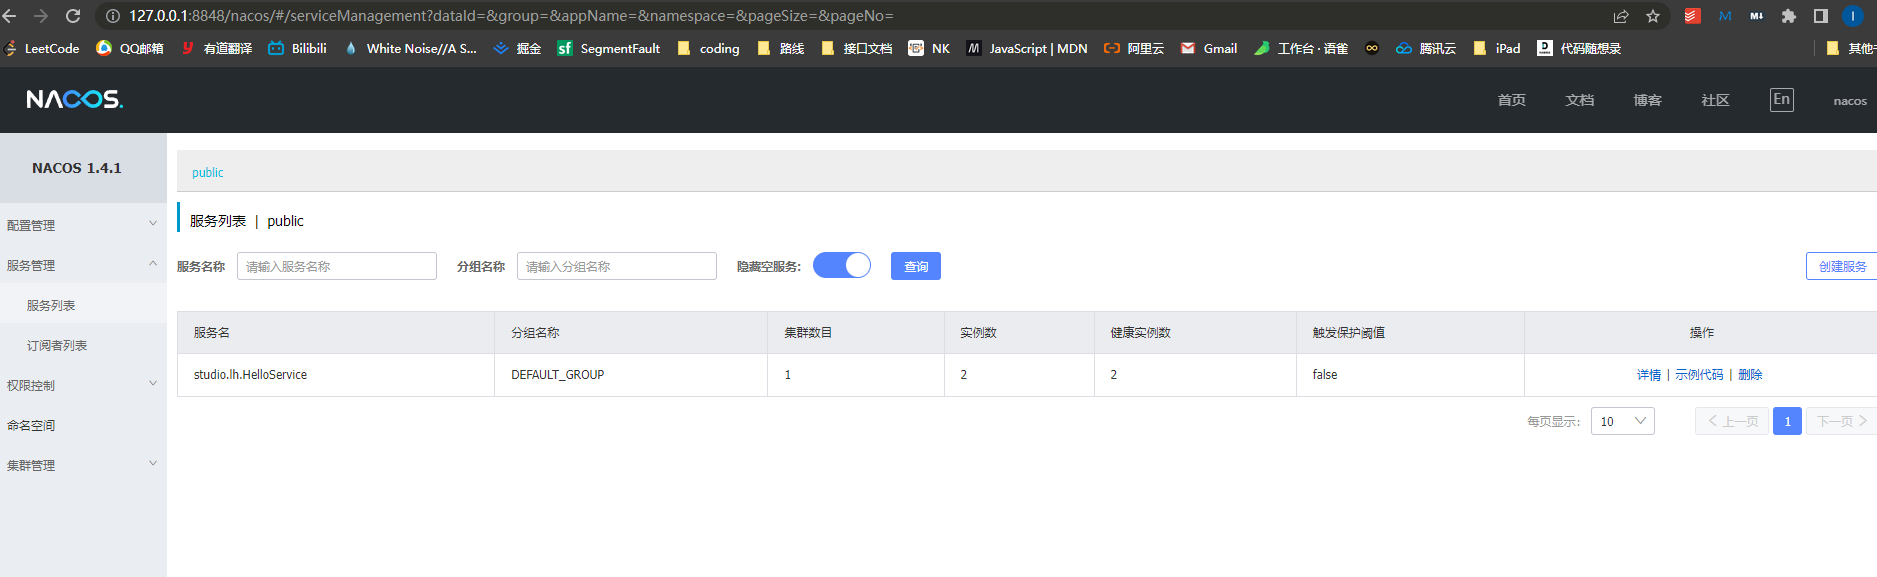 127.0.0.1:8848/nacos/#/serviceManagement?dataId=&group=&appName=&namespace=&pageSize=&pageNo=
LeetCode QQ邮箱 有道翻译 Bilibili White Noise//A S... 掘金 SegmentFault coding 路线 接口文档 NK JavaScript | MDN 阿里云 Gmail 工作台 · 语雀 腾讯云 iPad 代码随想录 其他
NACOS. 首页 文档 博客 社区 En nacos
NACOS 1.4.1
配置管理
服务管理
服务列表
订阅者列表
权限控制
命名空间
集群管理
public
服务列表 | public
服务名称 请输入服务名称 分组名称 请输入分组名称 隐藏空服务: 查询 创建服务
服务名 分组名称 集群数目 实例数 健康实例数 触发保护阈值 操作
studio.lh.HelloService DEFAULT_GROUP 1 2 2 false 详情 | 示例代码 | 删除
每页显示: 10 上一页 1 下一页